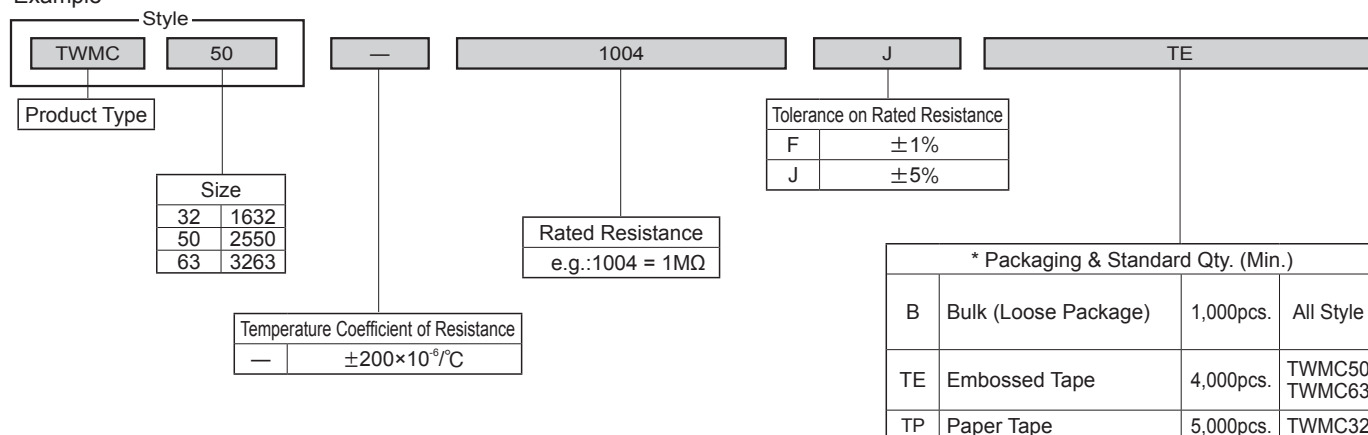 Example
Style
TWMC 50 — 1004 J TE
Product Type
Tolerance on Rated Resistance
F ±1%
J ±5%
Size
32 1632
50 2550
63 3263
Rated Resistance
e.g.:1004 = 1MΩ
Temperature Coefficient of Resistance
— ±200×10⁻⁶/℃
* Packaging & Standard Qty. (Min.)
B Bulk (Loose Package) 1,000pcs. All Style
TE Embossed Tape 4,000pcs. TWMC50
TWMC63
TP Paper Tape 5,000pcs. TWMC32